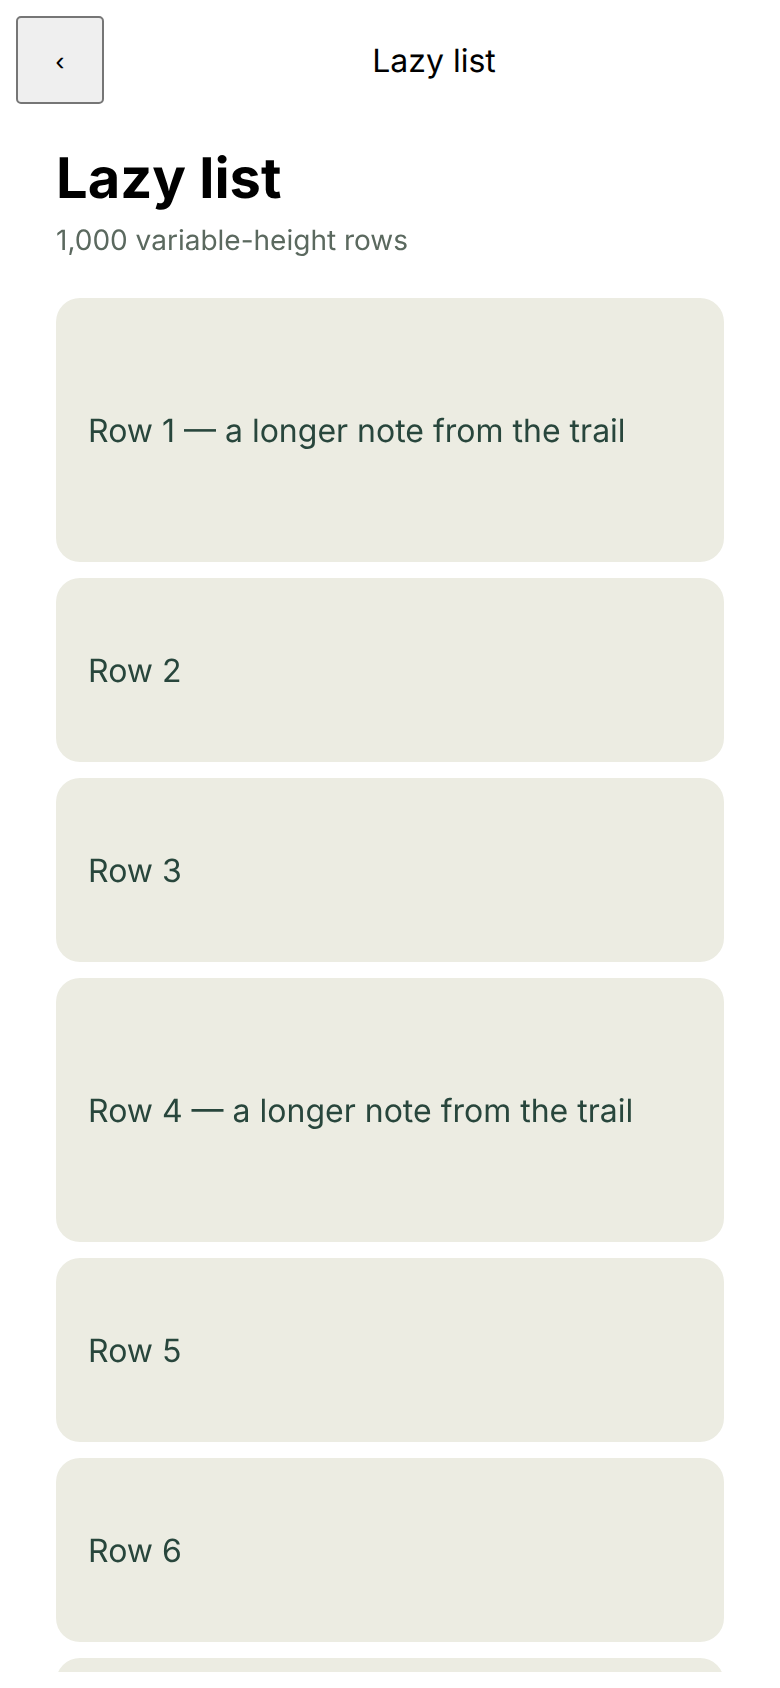 ‹
Lazy list
Lazy list
1,000 variable-height rows
Row 1 — a longer note from the trail
Row 2
Row 3
Row 4 — a longer note from the trail
Row 5
Row 6